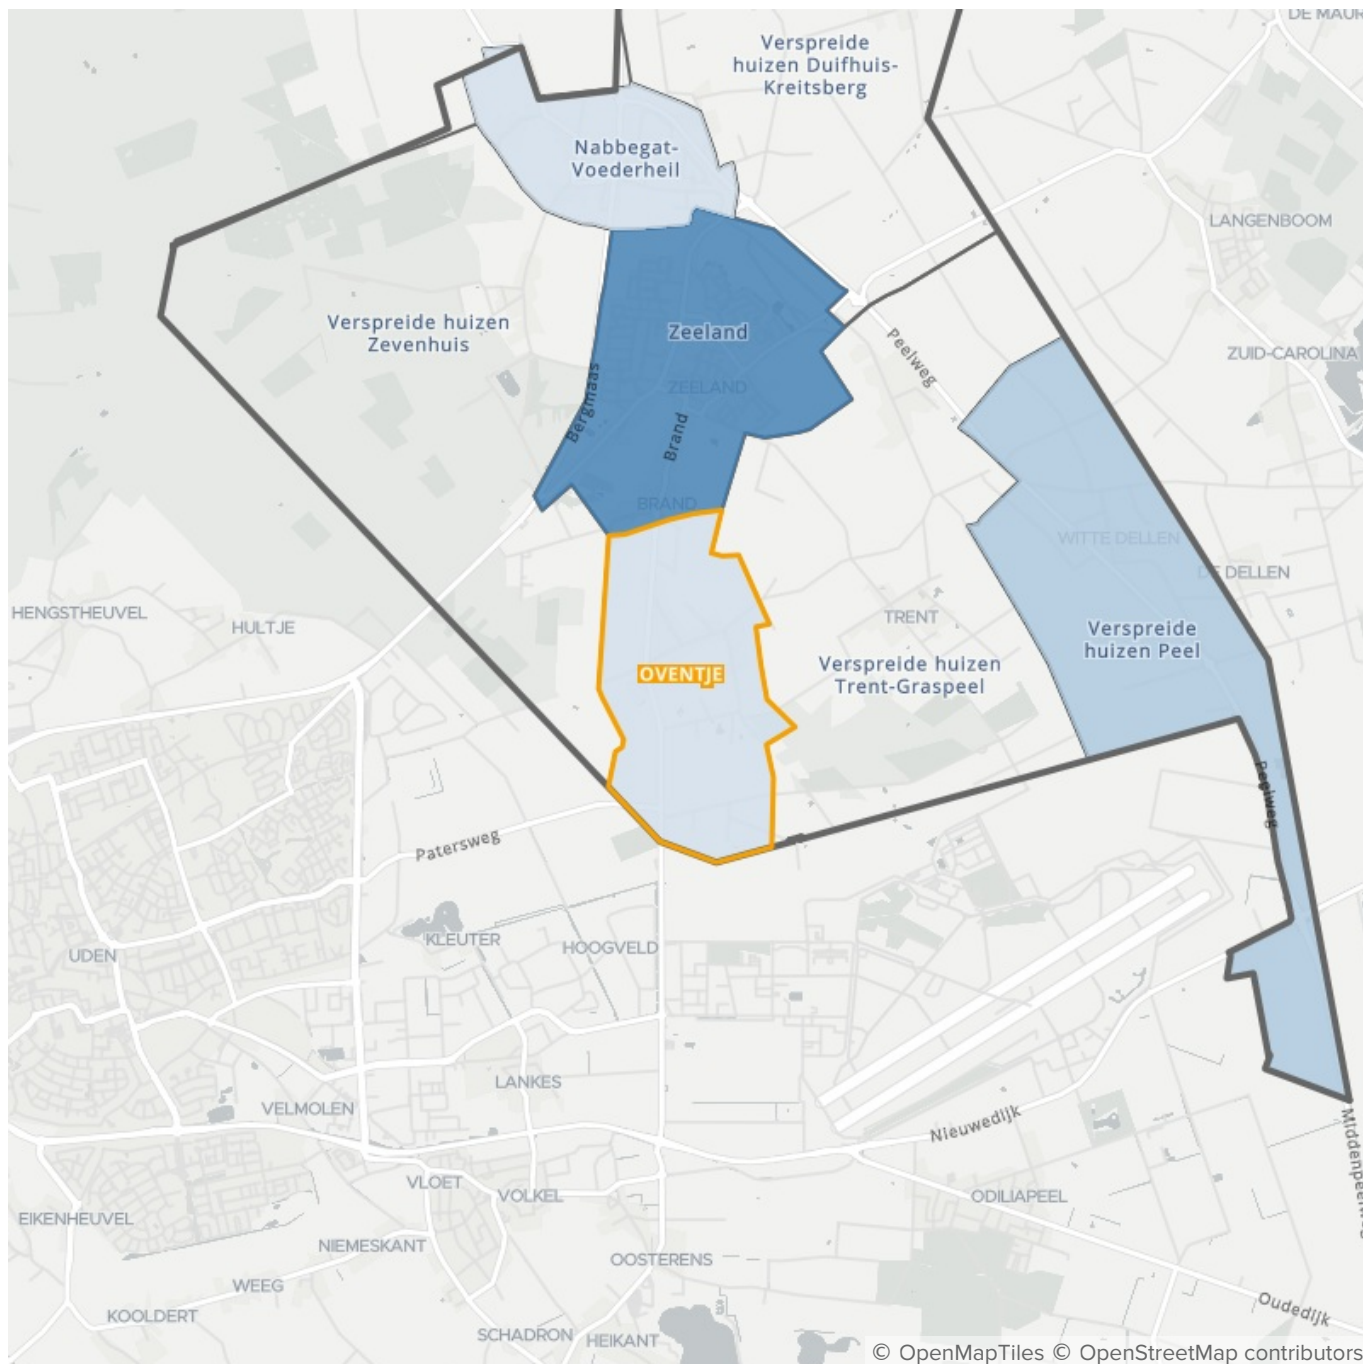 DE MAUR
Verspreide
huizen Duifhuis-
Kreitsberg
Nabbegat-
Voederheil
LANGENBOOM
Verspreide huizen
Zevenhuis
Zeeland
Peelweg
ZUID-CAROLINA
Bergmaas
ZEELAND
Brand
BRAND
WITTE DELLEN
DE DELLEN
HENGSTHEUVEL
HULTJE
TRENT
Verspreide
huizen Peel
OVENTJE
Verspreide huizen
Trent-Graspeel
Peelweg
Patersweg
KLEUTER
HOOGVELD
UDEN
LANKES
VELMOLEN
Nieuwedijk
Middenpeelweg
VLOET
VOLKEL
ODILIAPEEL
EIKENHEUVEL
NIEMESKANT
OOSTERENS
WEEG
KOOLDERT
Oudedijk
SCHADRON
HEIKANT
© OpenMapTiles © OpenStreetMap contributors